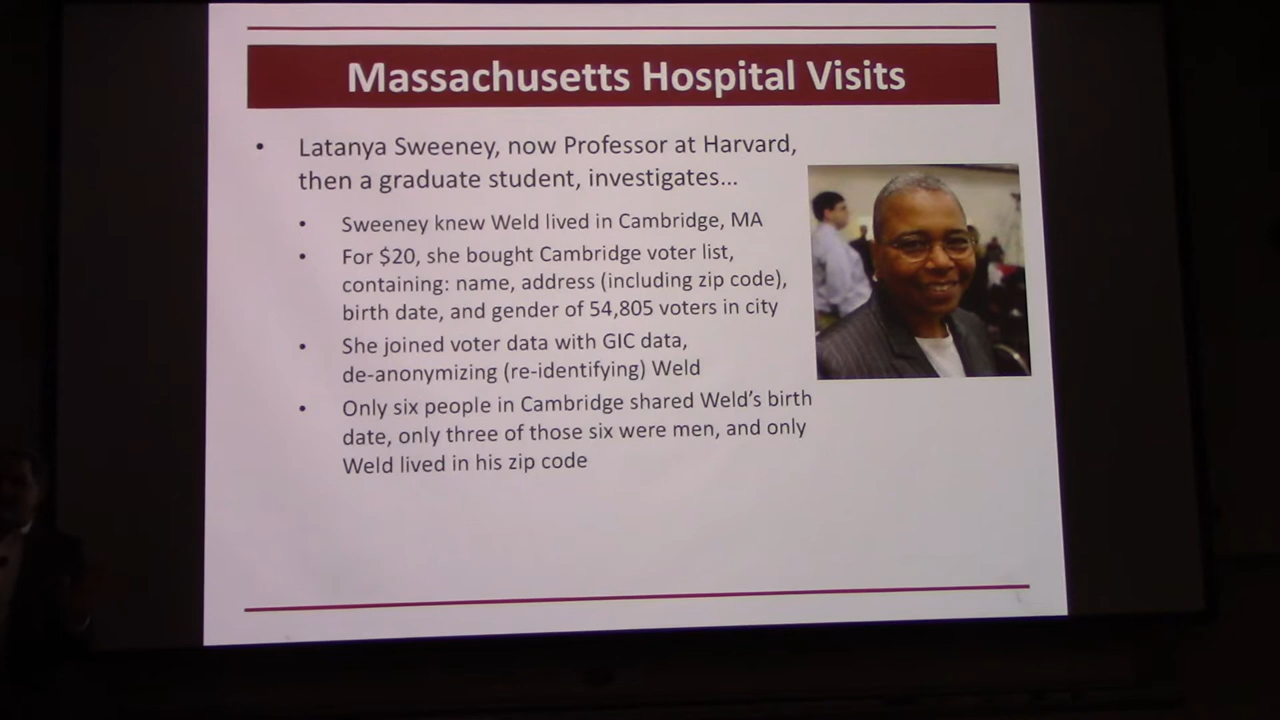 Massachusetts Hospital Visits
• Latanya Sweeney, now Professor at Harvard,
then a graduate student, investigates...
• Sweeney knew Weld lived in Cambridge, MA
• For $20, she bought Cambridge voter list,
containing: name, address (including zip code),
birth date, and gender of 54,805 voters in city
• She joined voter data with GIC data,
de-anonymizing (re-identifying) Weld
• Only six people in Cambridge shared Weld's birth
date, only three of those six were men, and only
Weld lived in his zip code